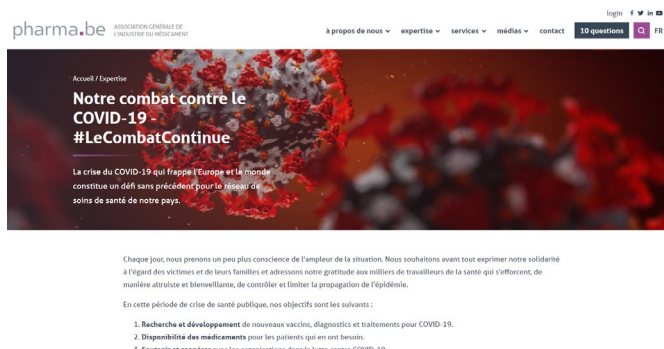 login
pharma.be ASSOCIATION GÉNÉRALE DE
L'INDUSTRIE DU MÉDICAMENT
à propos de nous expertise services médias contact 10 questions FR
Accueil / Expertise
Notre combat contre le
COVID-19 -
#LeCombatContinue
La crise du COVID-19 qui frappe l'Europe et le monde
constitue un défi sans précédent pour le réseau de
soins de santé de notre pays.
Chaque jour, nous prenons un peu plus conscience de l'ampleur de la situation. Nous souhaitons avant tout exprimer notre solidarité
à l'égard des victimes et de leurs familles et adressons notre gratitude aux milliers de travailleurs de la santé qui s'efforcent, de
manière altruiste et bienveillante, de contrôler et limiter la propagation de l'épidémie.
En cette période de crise de santé publique, nos objectifs sont les suivants :
1. Recherche et développement de nouveaux vaccins, diagnostics et traitements pour COVID-19.
2. Disponibilité des médicaments pour les patients qui en ont besoin.